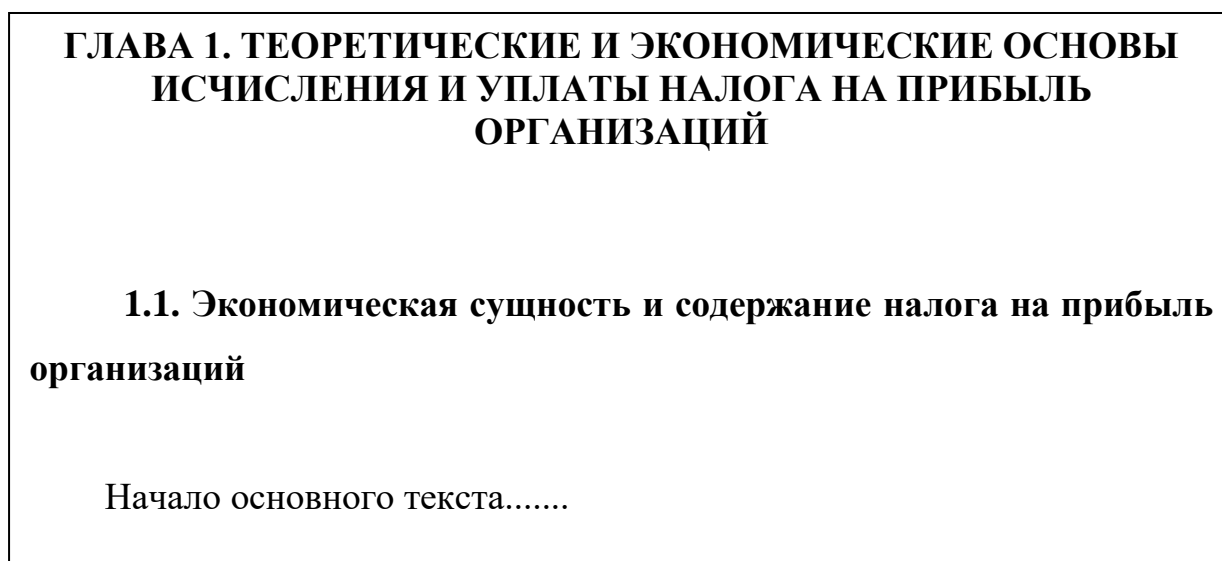 ГЛАВА 1. ТЕОРЕТИЧЕСКИЕ И ЭКОНОМИЧЕСКИЕ ОСНОВЫ
ИСЧИСЛЕНИЯ И УПЛАТЫ НАЛОГА НА ПРИБЫЛЬ
ОРГАНИЗАЦИЙ
1.1. Экономическая сущность и содержание налога на прибыль
организаций
Начало основного текста.......